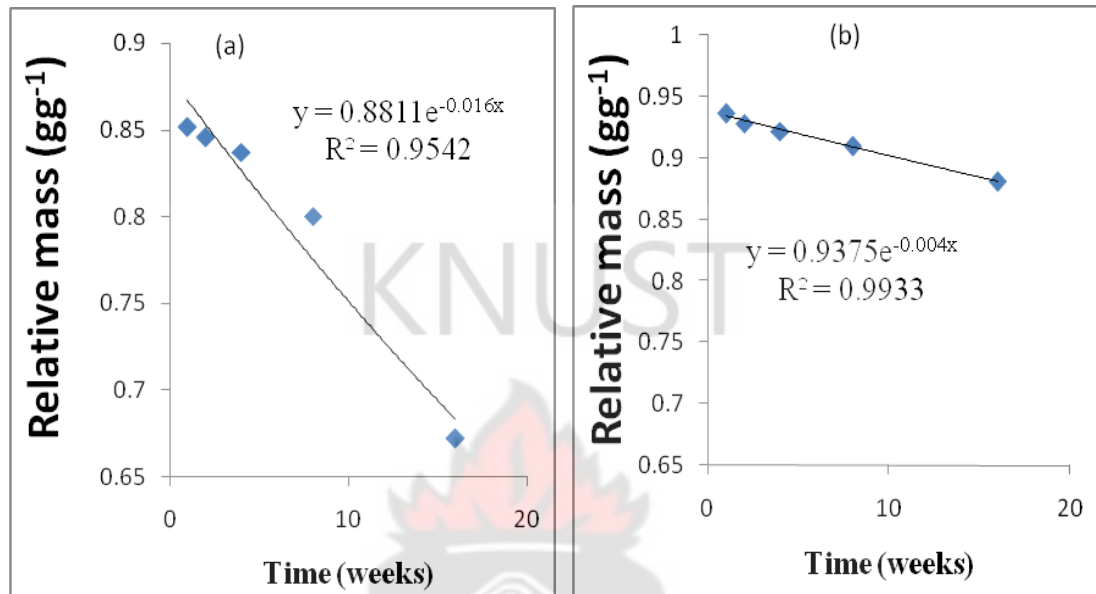 (a)
y = 0.8811e^-0.016x
R² = 0.9542
0.9
0.85
0.8
0.75
0.7
0.65
0
10
20
Relative mass (gg⁻¹)
Time (weeks)
(b)
y = 0.9375e^-0.004x
R² = 0.9933
1
0.95
0.9
0.85
0.8
0.75
0.7
0.65
0
10
20
Relative mass (gg⁻¹)
Time (weeks)
KNUST